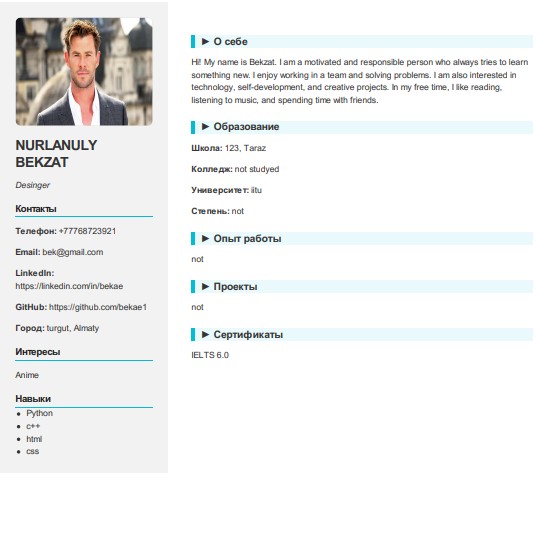 NURLANULY
BEKZAT
Desinger
Контакты
Телефон: +77768723921
Email: bek@gmail.com
LinkedIn:
https://linkedin.com/in/bekae
GitHub: https://github.com/bekae1
Город: turgut, Almaty
Интересы
Anime
Навыки
• Python
• c++
• html
• css
► О себе
Hi! My name is Bekzat. I am a motivated and responsible person who always tries to learn
something new. I enjoy working in a team and solving problems. I am also interested in
technology, self-development, and creative projects. In my free time, I like reading,
listening to music, and spending time with friends.
► Образование
Школа: 123, Taraz
Колледж: not studyed
Университет: iitu
Степень: not
► Опыт работы
not
► Проекты
not
► Сертификаты
IELTS 6.0